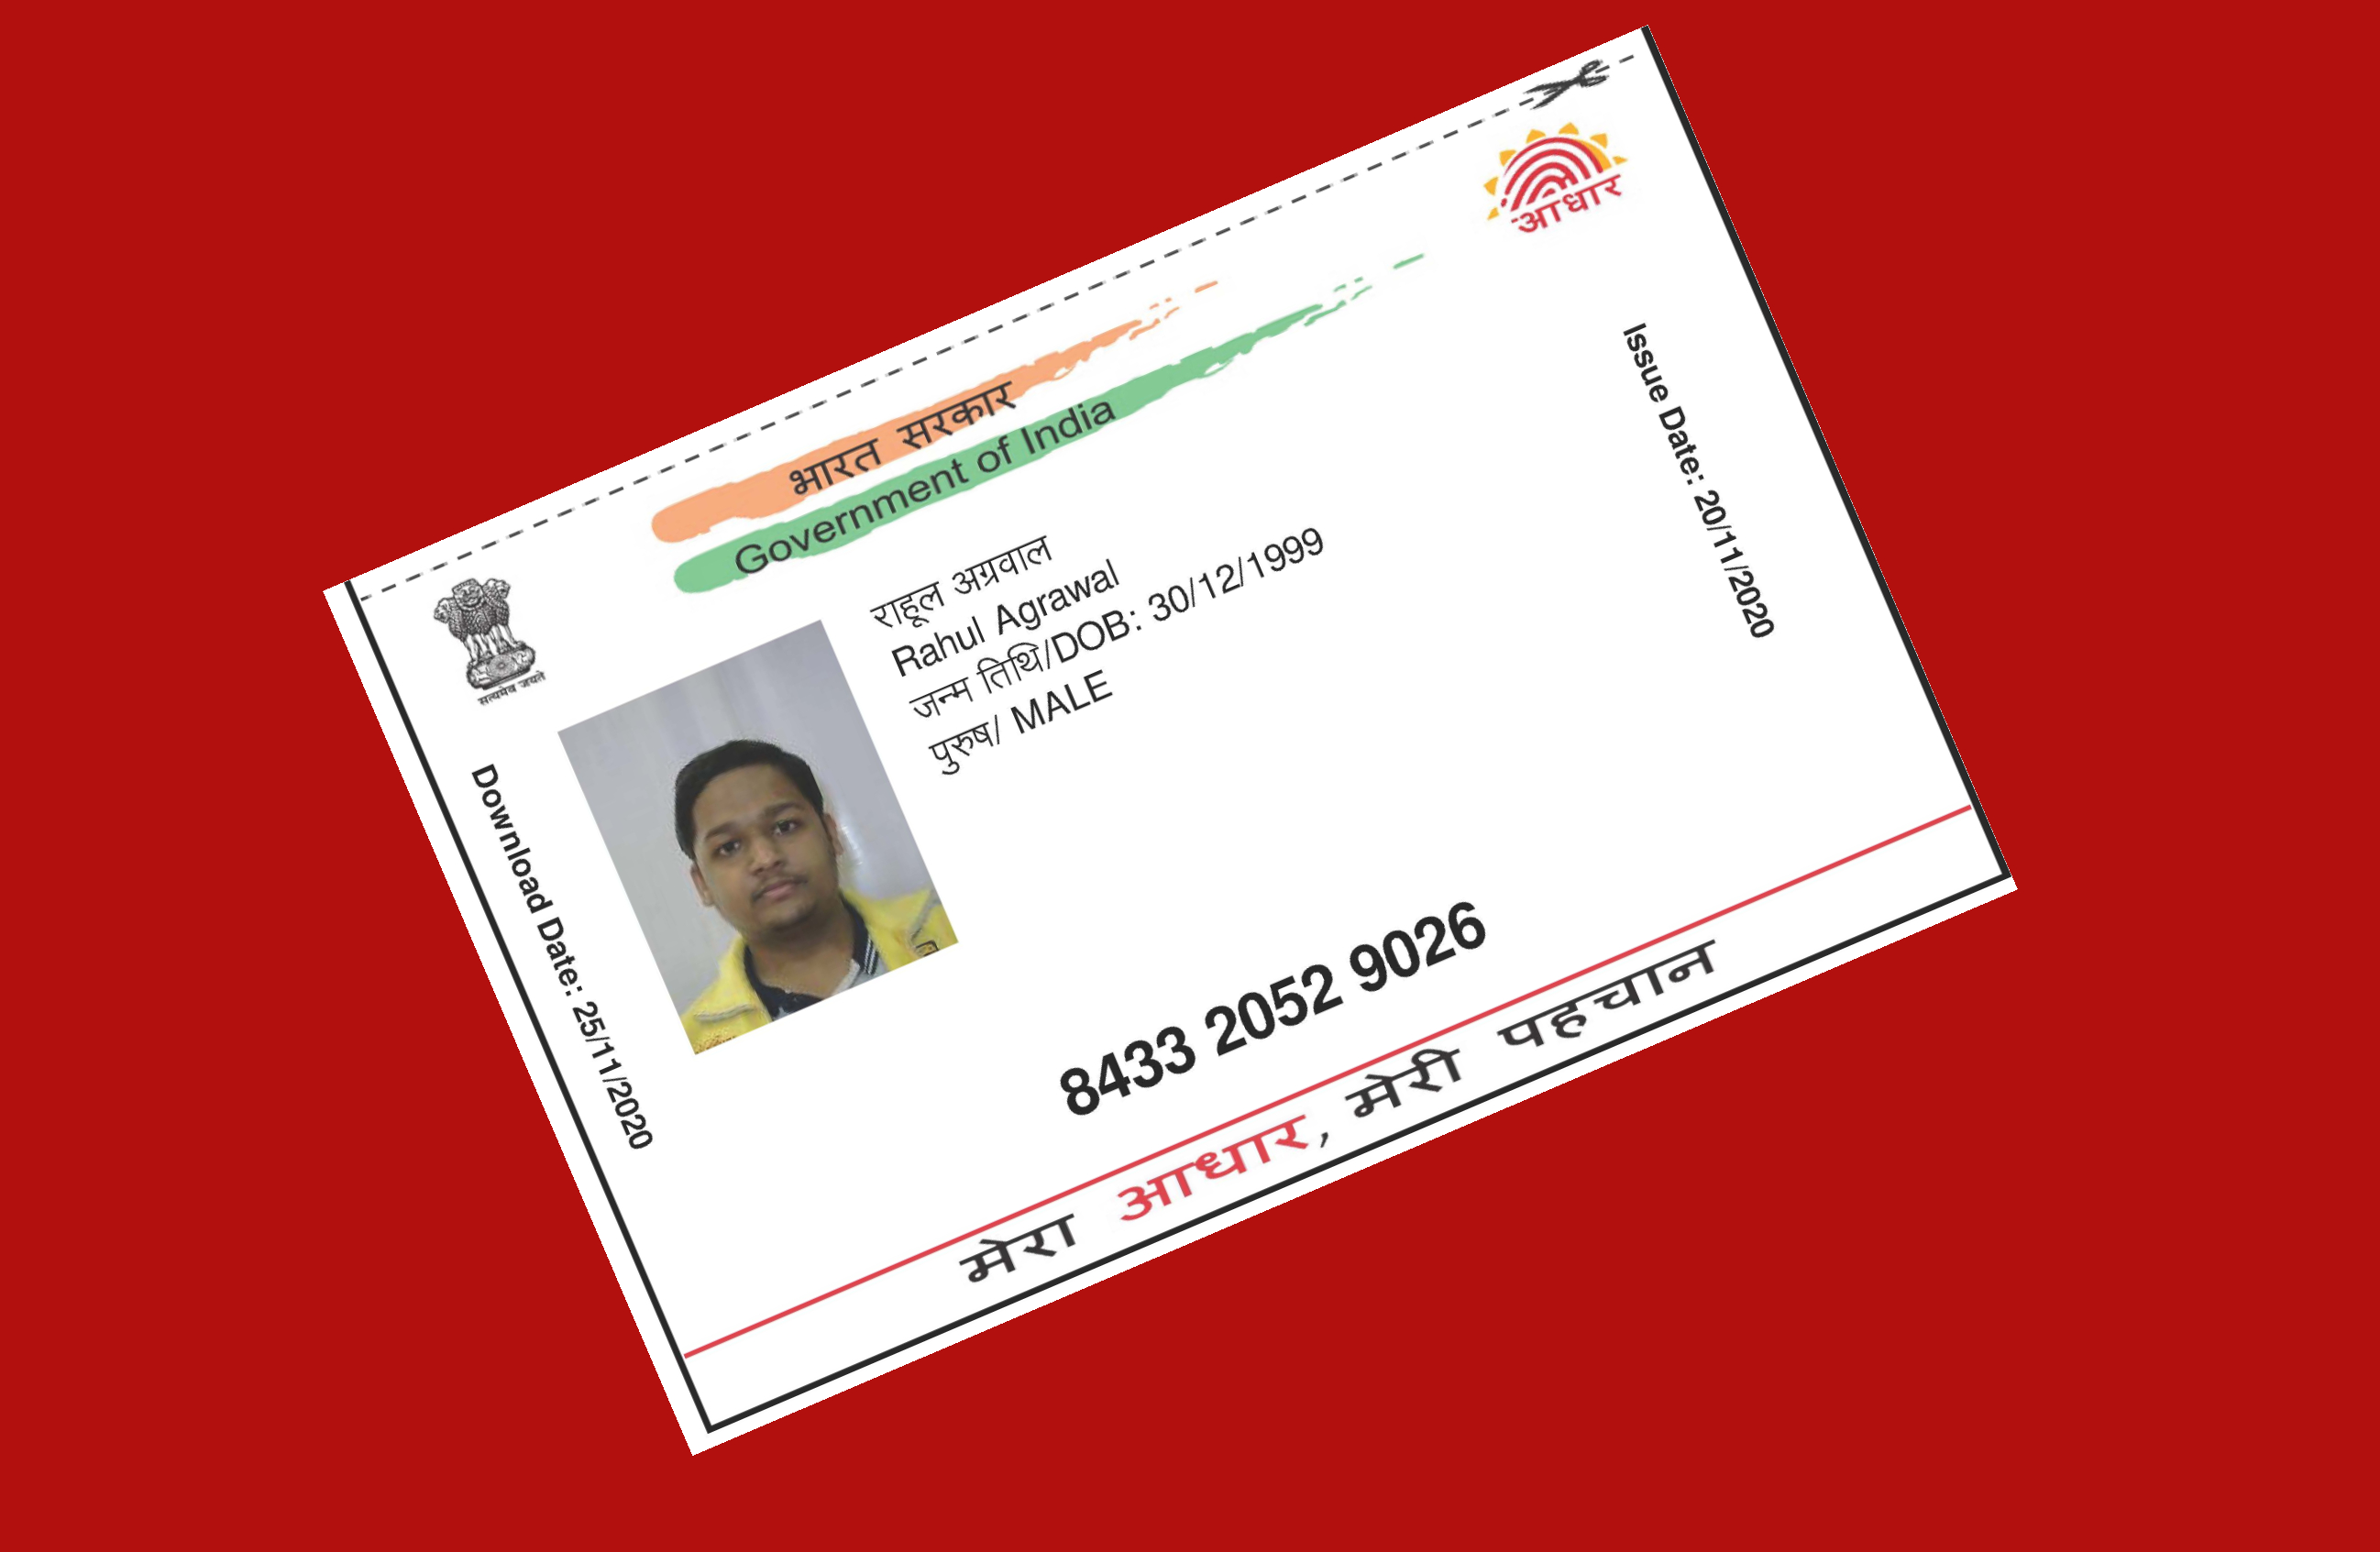 आधार
भारत सरकार
Government of India
सत्यमेव जयते
Issue Date: 20/11/2020
राहूल अग्रवाल
Rahul Agrawal
जन्म तिथि/DOB: 30/12/1999
पुरुष/ MALE
Download Date: 25/11/2020
8433 2052 9026
मेरा आधार, मेरी पहचान